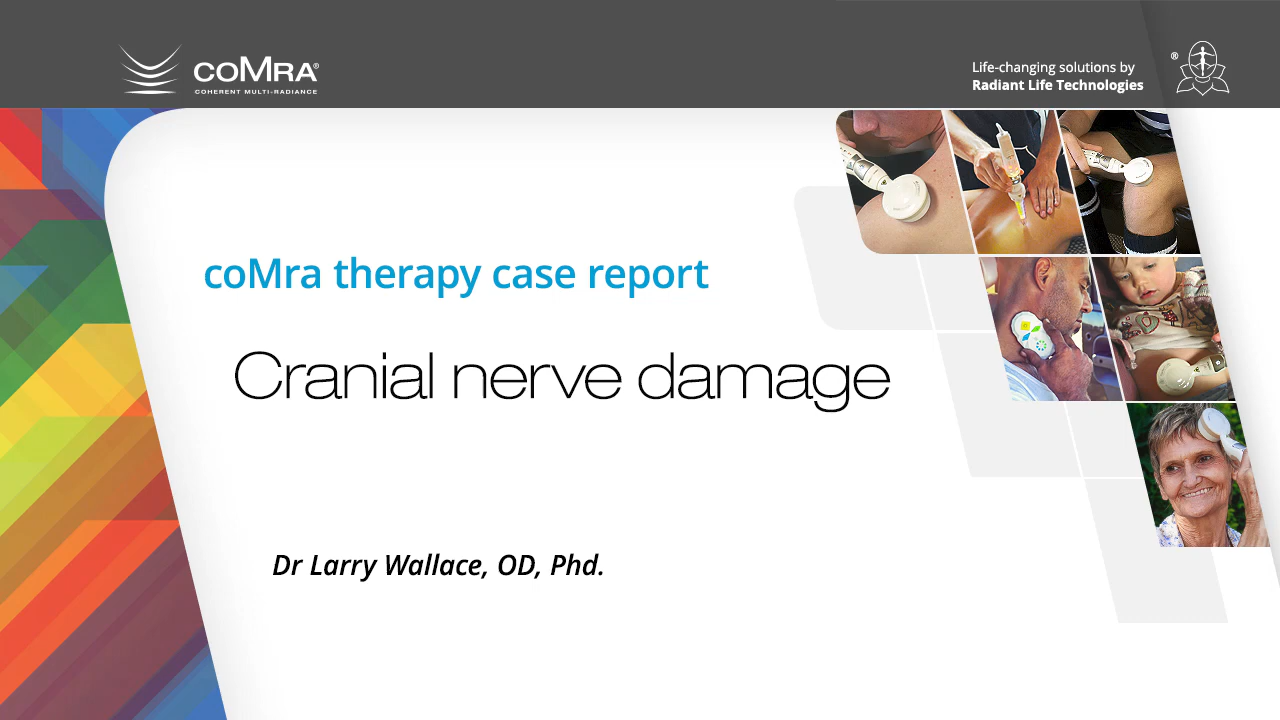 coMra®
COHERENT MULTI-RADIANCE
Life-changing solutions by
Radiant Life Technologies
®
coMra therapy case report
Cranial nerve damage
Dr Larry Wallace, OD, Phd.